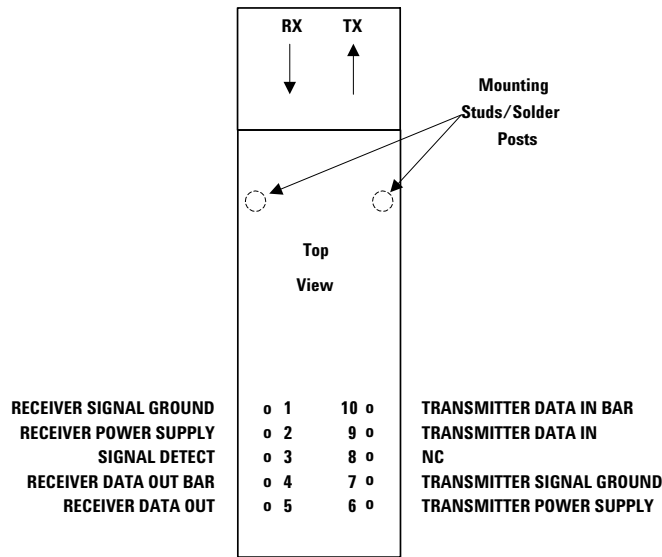 RX TX
Mounting
Studs/Solder
Posts
Top
View
RECEIVER SIGNAL GROUND o 1 10 o TRANSMITTER DATA IN BAR
RECEIVER POWER SUPPLY o 2 9 o TRANSMITTER DATA IN
SIGNAL DETECT o 3 8 o NC
RECEIVER DATA OUT BAR o 4 7 o TRANSMITTER SIGNAL GROUND
RECEIVER DATA OUT o 5 6 o TRANSMITTER POWER SUPPLY